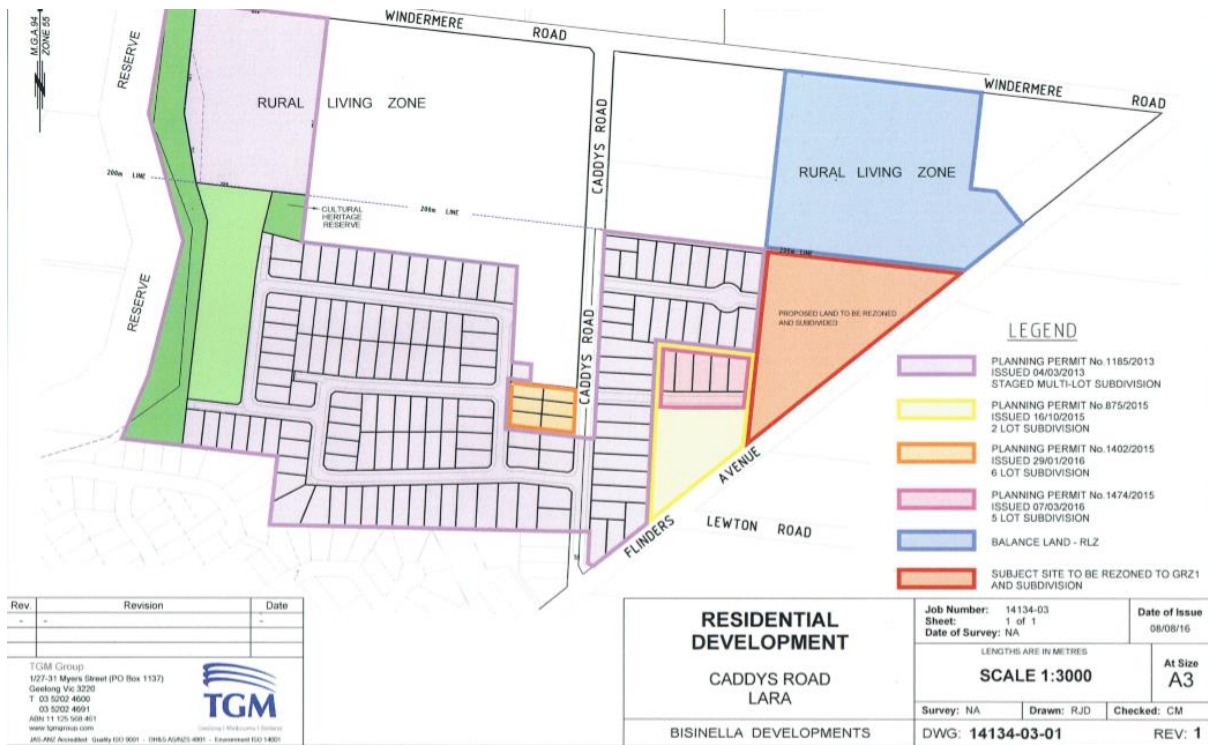 M.G.A.94
ZONE 55
WINDERMERE ROAD
RESERVE
RURAL LIVING ZONE
CADDYS ROAD
WINDERMERE ROAD
RURAL LIVING ZONE
200m LINE
CULTURAL
HERITAGE
RESERVE
200m LINE
200m LINE
RESERVE
PROPOSED LAND TO BE REZONED
AND SUBDIVIDED
CADDYS ROAD
FLINDERS AVENUE
LEWTON ROAD
LEGEND
PLANNING PERMIT No.1185/2013
ISSUED 04/03/2013
STAGED MULTI-LOT SUBDIVISION
PLANNING PERMIT No.875/2015
ISSUED 16/10/2015
2 LOT SUBDIVISION
PLANNING PERMIT No.1402/2015
ISSUED 29/01/2016
6 LOT SUBDIVISION
PLANNING PERMIT No.1474/2015
ISSUED 07/03/2016
5 LOT SUBDIVISION
BALANCE LAND - RLZ
SUBJECT SITE TO BE REZONED TO GRZ1
AND SUBDIVISION
Rev. Revision Date
- - -
TGM Group
1/27-31 Myers Street (PO Box 1137)
Geelong Vic 3220
T 03 5202 4600
03 5202 4691
ABN 11 125 568 461
www.tgmgroup.com
TGM
Geelong | Melbourne | Ballarat
RESIDENTIAL
DEVELOPMENT
CADDYS ROAD
LARA
BISINELLA DEVELOPMENTS
Job Number: 14134-03
Sheet: 1 of 1
Date of Survey: NA
Date of Issue
08/08/16
LENGTHS ARE IN METRES
SCALE 1:3000
At Size
A3
Survey: NA Drawn: RJD Checked: CM
DWG: 14134-03-01 REV: 1